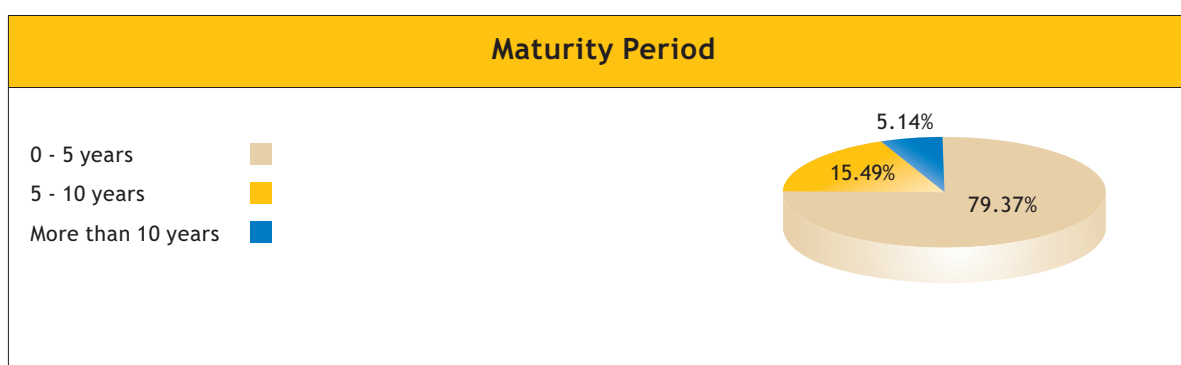 Maturity Period
0 - 5 years
5 - 10 years
More than 10 years
5.14%
15.49%
79.37%